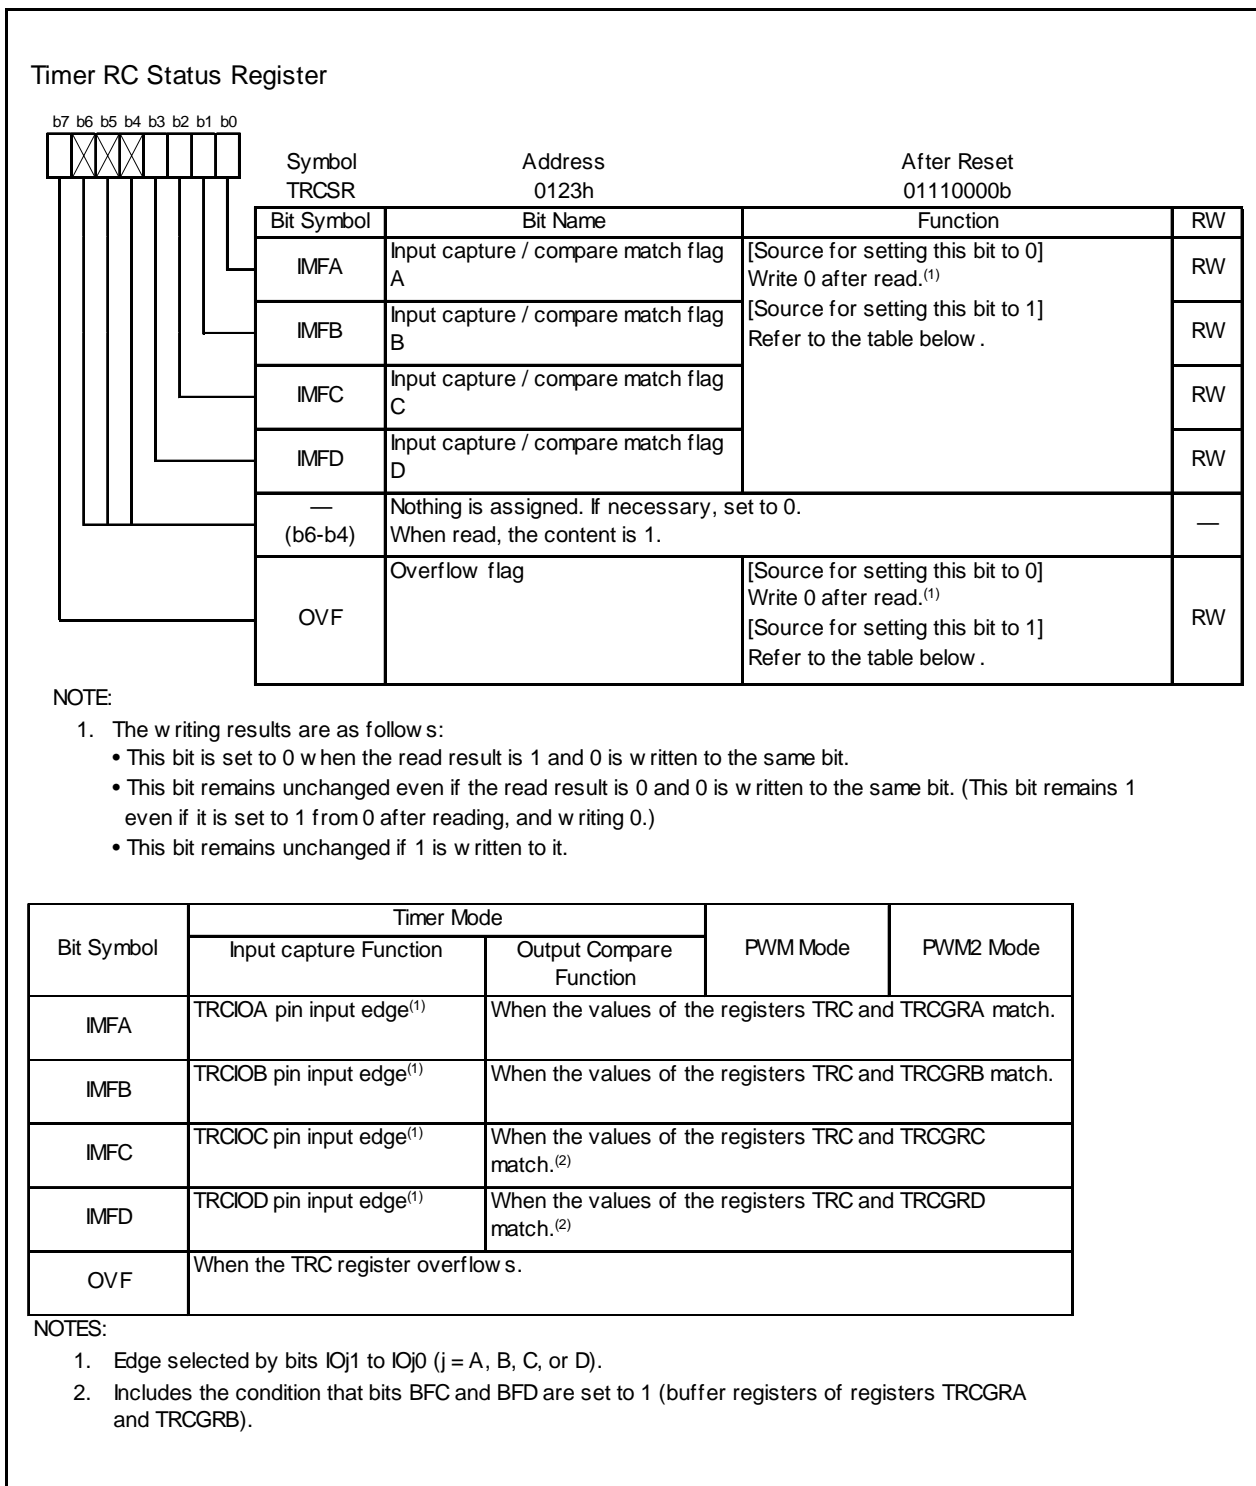 Timer RC Status Register
b7 b6 b5 b4 b3 b2 b1 b0
Symbol Address After Reset
TRCSR 0123h 01110000b
Bit Symbol Bit Name Function RW
IMFA Input capture / compare match flag A [Source for setting this bit to 0] RW
Write 0 after read.(1)
IMFB Input capture / compare match flag B [Source for setting this bit to 1] RW
Refer to the table below.
IMFC Input capture / compare match flag C RW
IMFD Input capture / compare match flag D RW
— Nothing is assigned. If necessary, set to 0. —
(b6-b4) When read, the content is 1.
OVF Overflow flag [Source for setting this bit to 0] RW
Write 0 after read.(1)
[Source for setting this bit to 1]
Refer to the table below.
NOTE:
1. The writing results are as follows:
• This bit is set to 0 when the read result is 1 and 0 is written to the same bit.
• This bit remains unchanged even if the read result is 0 and 0 is written to the same bit. (This bit remains 1
even if it is set to 1 from 0 after reading, and writing 0.)
• This bit remains unchanged if 1 is written to it.
Bit Symbol Timer Mode PWM Mode PWM2 Mode
Input capture Function Output Compare
Function
IMFA TRCIOA pin input edge(1) When the values of the registers TRC and TRCGRA match.
IMFB TRCIOB pin input edge(1) When the values of the registers TRC and TRCGRB match.
IMFC TRCIOC pin input edge(1) When the values of the registers TRC and TRCGRC
match.(2)
IMFD TRCIOD pin input edge(1) When the values of the registers TRC and TRCGRD
match.(2)
OVF When the TRC register overflows.
NOTES:
1. Edge selected by bits IOj1 to IOj0 (j = A, B, C, or D).
2. Includes the condition that bits BFC and BFD are set to 1 (buffer registers of registers TRCGRA
and TRCGRB).